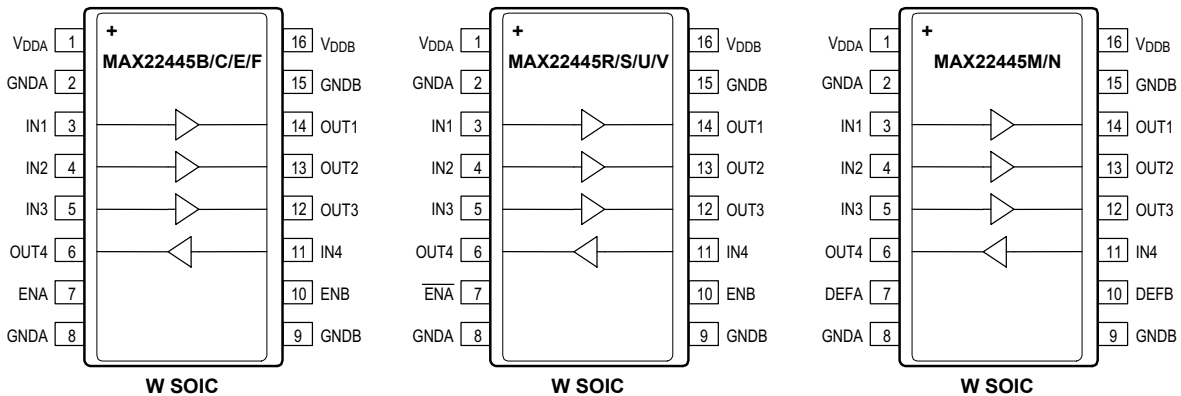 +
MAX22445B/C/E/F
VDDA 1
16 VDDB
GNDA 2
15 GNDB
IN1 3
14 OUT1
IN2 4
13 OUT2
IN3 5
12 OUT3
OUT4 6
11 IN4
ENA 7
10 ENB
GNDA 8
9 GNDB
W SOIC
+
MAX22445R/S/U/V
VDDA 1
16 VDDB
GNDA 2
15 GNDB
IN1 3
14 OUT1
IN2 4
13 OUT2
IN3 5
12 OUT3
OUT4 6
11 IN4
E̅N̅A̅ 7
10 ENB
GNDA 8
9 GNDB
W SOIC
+
MAX22445M/N
VDDA 1
16 VDDB
GNDA 2
15 GNDB
IN1 3
14 OUT1
IN2 4
13 OUT2
IN3 5
12 OUT3
OUT4 6
11 IN4
DEFA 7
10 DEFB
GNDA 8
9 GNDB
W SOIC